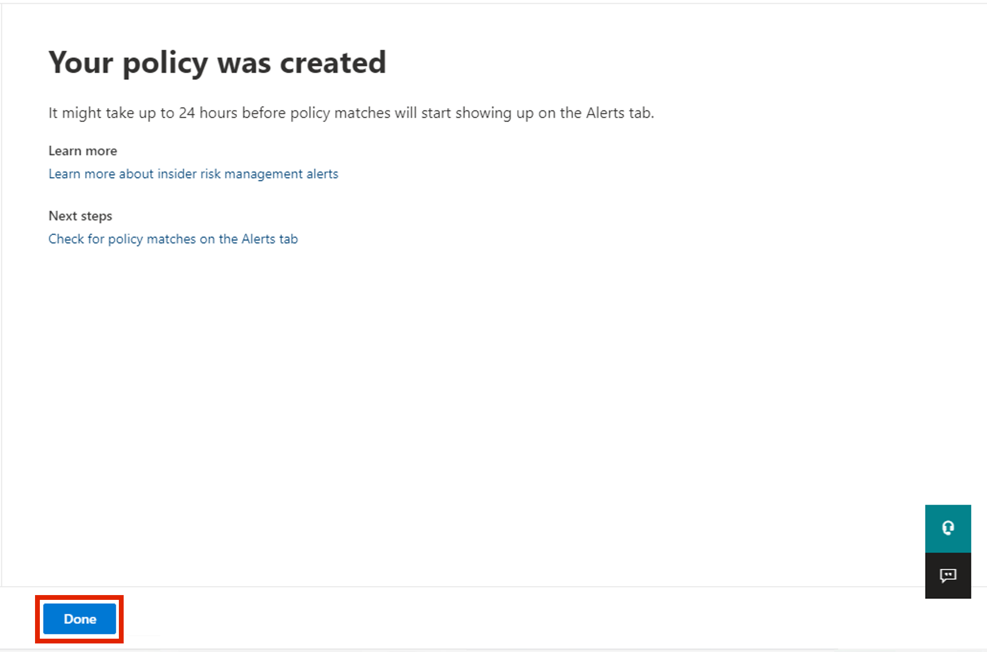 Your policy was created
It might take up to 24 hours before policy matches will start showing up on the Alerts tab.
Learn more
Learn more about insider risk management alerts
Next steps
Check for policy matches on the Alerts tab
Done